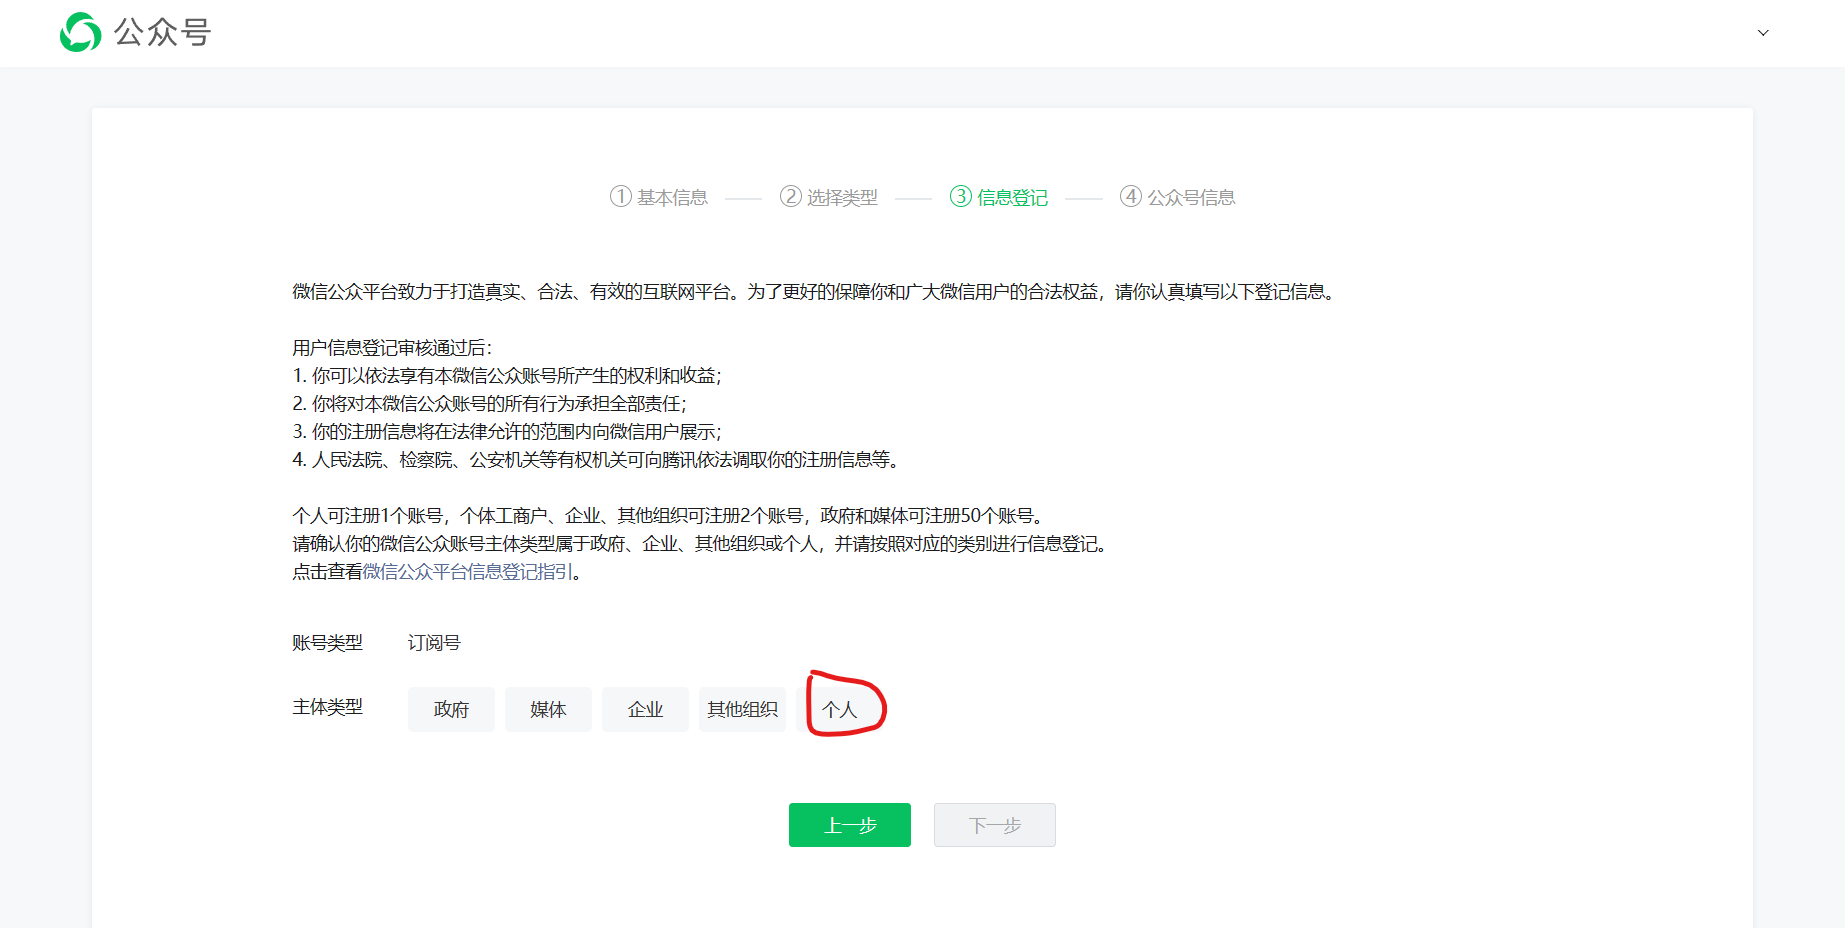 公众号
① 基本信息 ② 选择类型 ③ 信息登记 ④ 公众号信息
微信公众平台致力于打造真实、合法、有效的互联网平台。为了更好的保障你和广大微信用户的合法权益，请你认真填写以下登记信息。
用户信息登记审核通过后：
1. 你可以依法享有本微信公众账号所产生的权利和收益；
2. 你将对本微信公众账号的所有行为承担全部责任；
3. 你的注册信息将在法律允许的范围内向微信用户展示；
4. 人民法院、检察院、公安机关等有权机关可向腾讯依法调取你的注册信息等。
个人可注册1个账号，个体工商户、企业、其他组织可注册2个账号，政府和媒体可注册50个账号。
请确认你的微信公众账号主体类型属于政府、企业、其他组织或个人，并请按照对应的类别进行信息登记。
点击查看微信公众平台信息登记指引。
账号类型 订阅号
主体类型 政府 媒体 企业 其他组织 个人
上一步 下一步